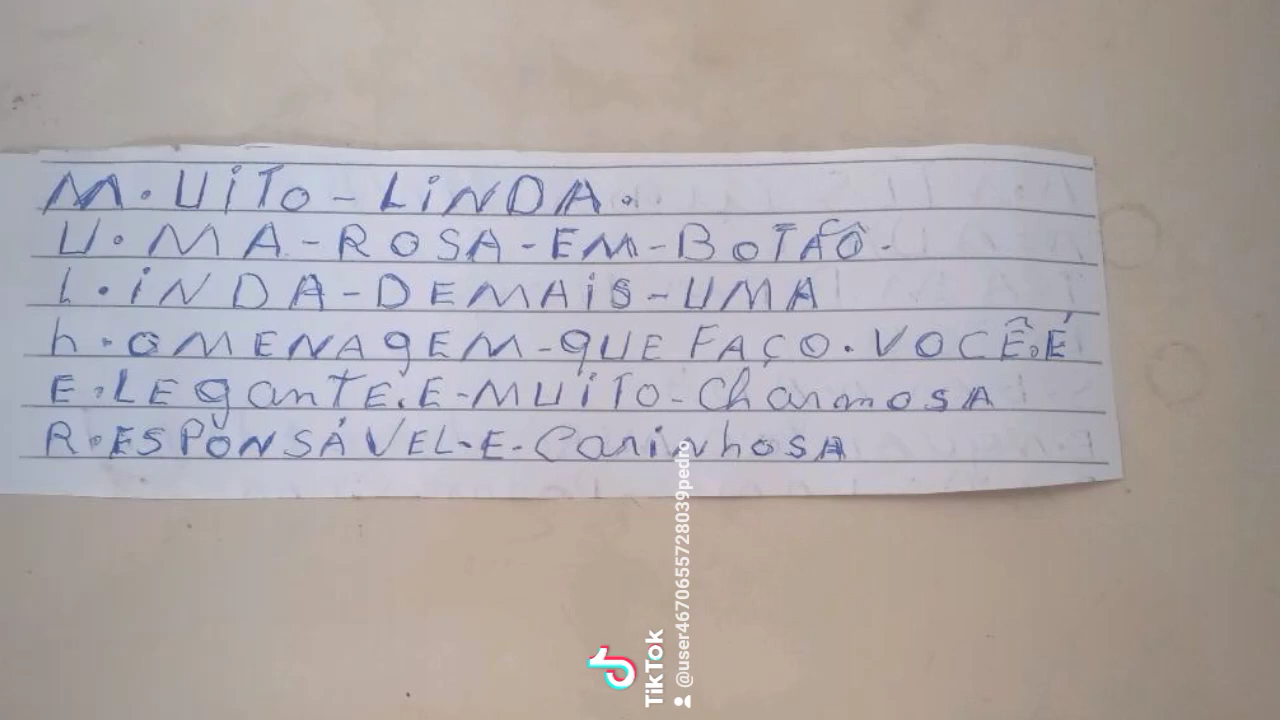 M. UiTo - LiNDA.
U. MA - ROSA - EM - BOTÃO -
l. iNDA - DEMAiS - UMA
h. OMENAgEM - qUE FAÇO. VOCÊ. É
E. LEganTE. E - MUiTO - CharmosA
R. ESPONSÁVEL - E - CarinhosA
TikTok
@user4670655728039pedro